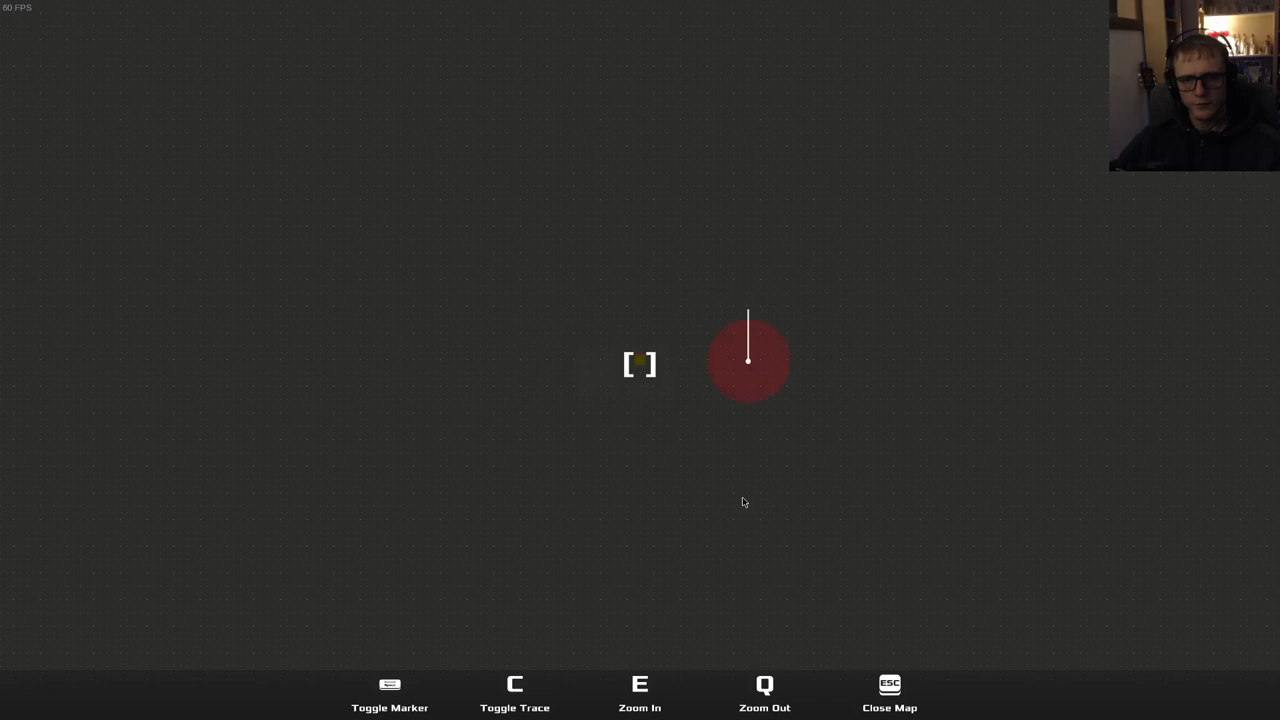 60 FPS
[ ]
C
E
Q
ESC
Toggle Marker
Toggle Trace
Zoom In
Zoom Out
Close Map